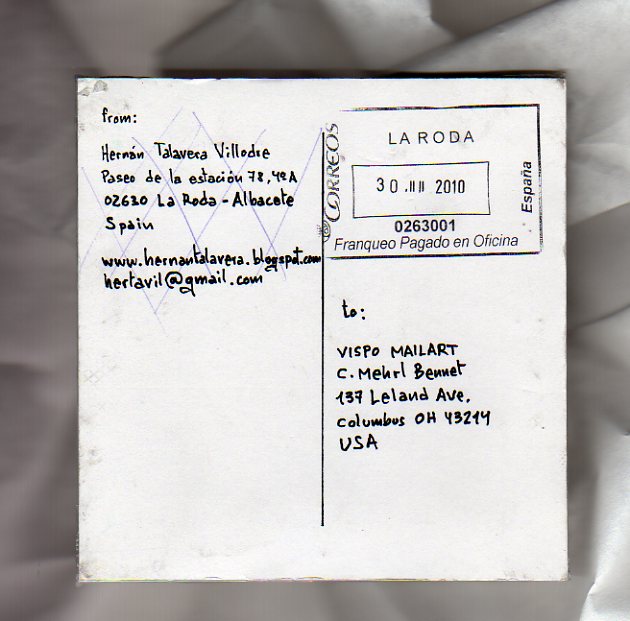 from:
Hernán Talavera Villodre
Paseo de la estación 78, 4ºA
02630 La Roda - Albacete
Spain
www.hernantalavera.blogspot.com
hertavil@gmail.com
CORREOS
LA RODA
30 2010
España
0263001
Franqueo Pagado en Oficina
to:
VISPO MAILART
C. Mehrl Bennet
137 Leland Ave.
Columbus OH 43214
USA